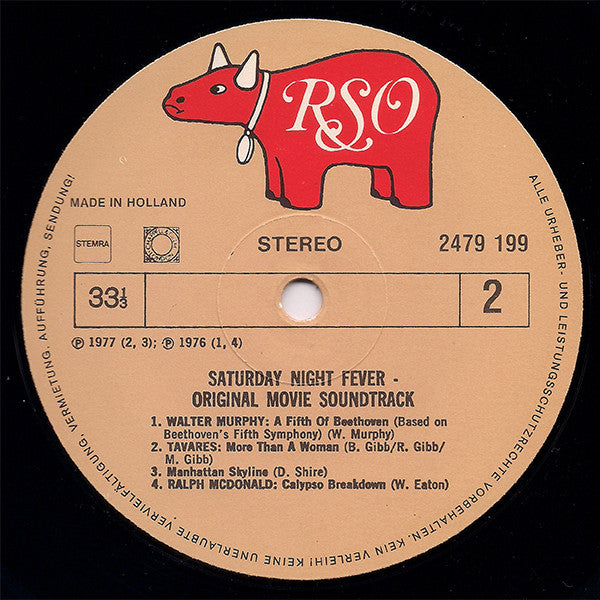 RSO
MADE IN HOLLAND
STEMRA
STEREO
2479 199
33⅓
2
℗ 1977 (2, 3); ℗ 1976 (1, 4)
SATURDAY NIGHT FEVER -
ORIGINAL MOVIE SOUNDTRACK
1. WALTER MURPHY: A Fifth Of Beethoven (Based on
Beethoven's Fifth Symphony) (W. Murphy)
2. TAVARES: More Than A Woman (B. Gibb/R. Gibb/
M. Gibb)
3. Manhattan Skyline (D. Shire)
4. RALPH MCDONALD: Calypso Breakdown (W. Eaton)
ALLE URHEBER- UND LEISTUNGSSCHUTZRECHTE VORBEHALTEN. KEIN VERLEIH! KEINE UNERLAUBTE VERVIELFÄLTIGUNG, VERMIETUNG. AUFFÜHRUNG, SENDUNG!